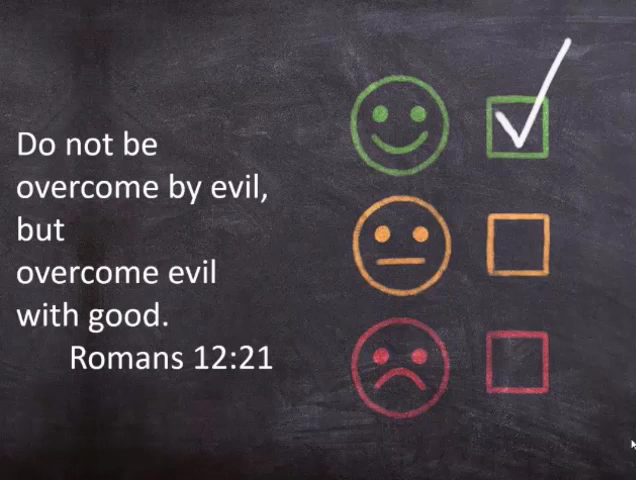 Do not be
overcome by evil,
but
overcome evil
with good.
Romans 12:21